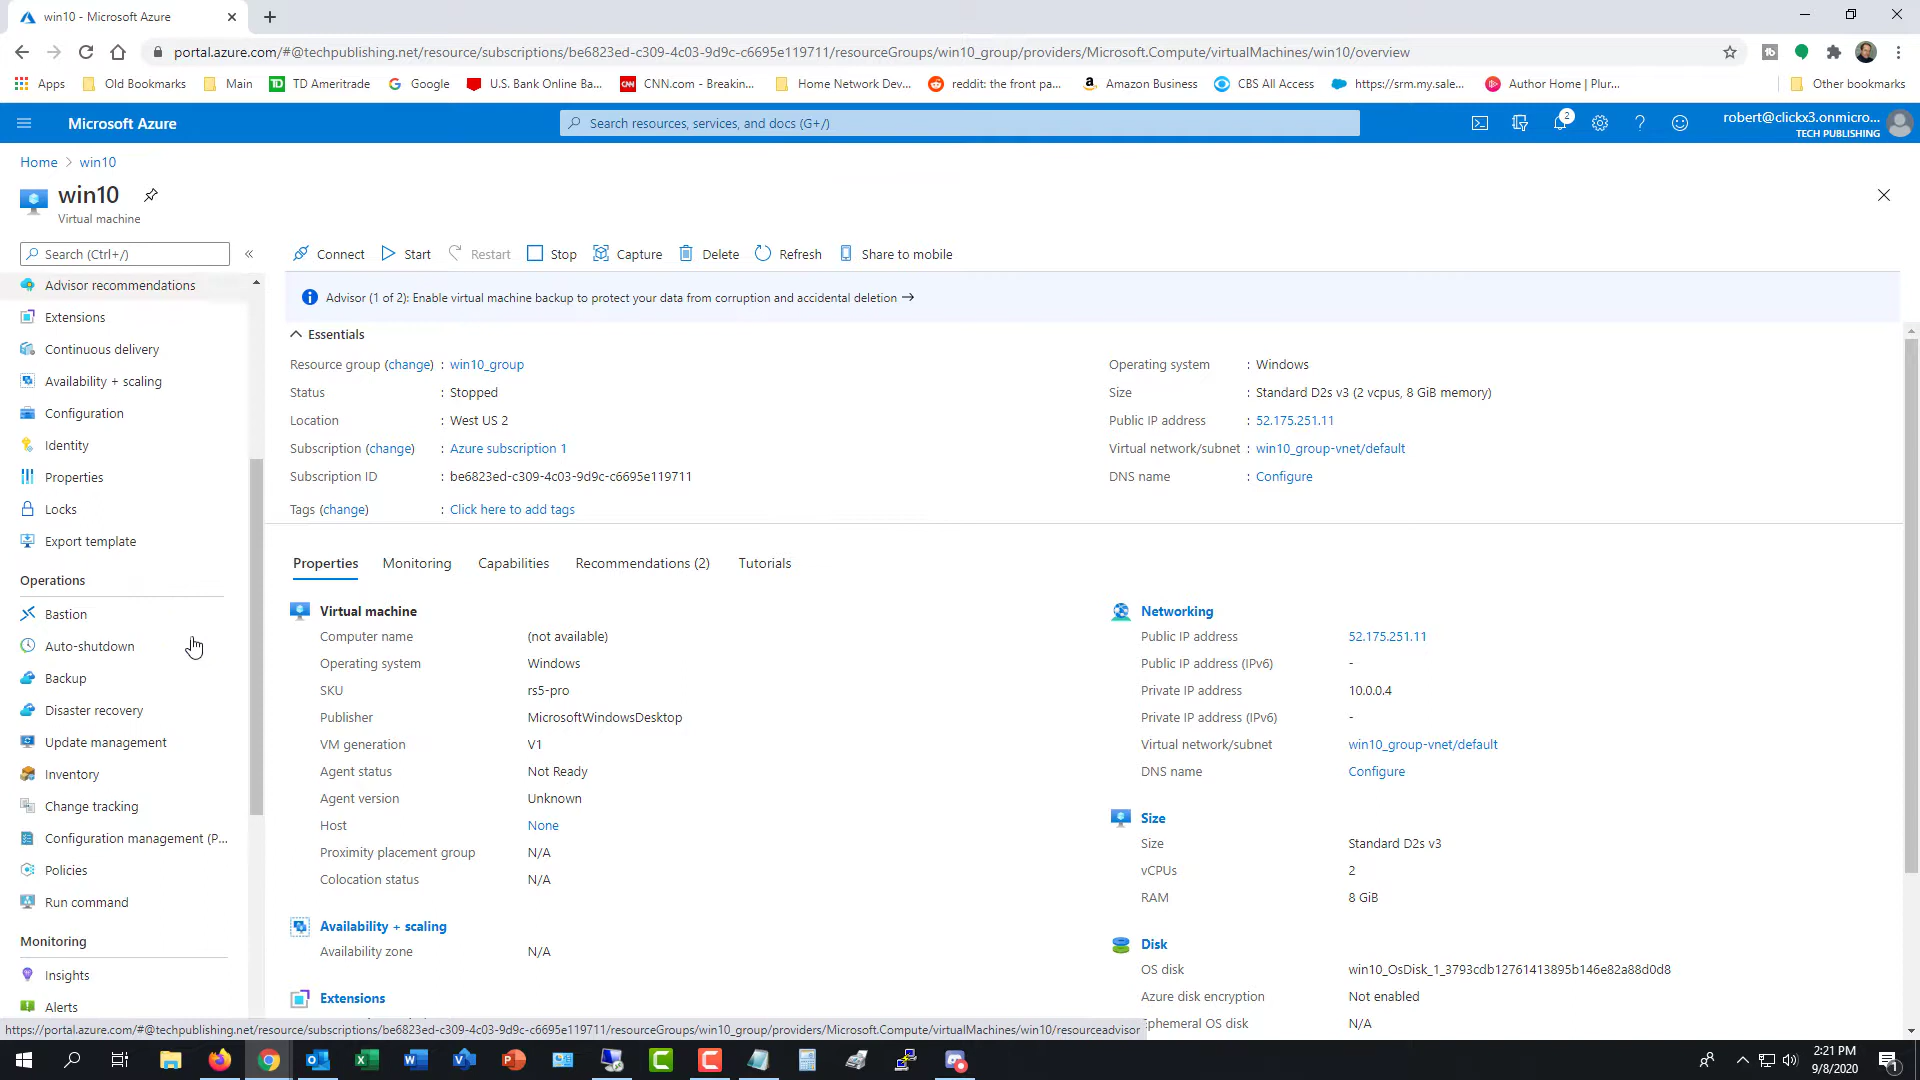 win10 - Microsoft Azure
portal.azure.com/#@techpublishing.net/resource/subscriptions/be6823ed-c309-4c03-9d9c-c6695e119711/resourceGroups/win10_group/providers/Microsoft.Compute/virtualMachines/win10/overview
Apps Old Bookmarks Main TD Ameritrade Google U.S. Bank Online Ba... CNN CNN.com - Breakin... Home Network Dev... reddit: the front pa... Amazon Business CBS All Access https://srm.my.sale... Author Home | Plur... Other bookmarks
Microsoft Azure
Search resources, services, and docs (G+/)
2
robert@clickx3.onmicro...
TECH PUBLISHING
Home > win10
win10
Virtual machine
Search (Ctrl+/)
Advisor recommendations
Extensions
Continuous delivery
Availability + scaling
Configuration
Identity
Properties
Locks
Export template
Operations
Bastion
Auto-shutdown
Backup
Disaster recovery
Update management
Inventory
Change tracking
Configuration management (P...
Policies
Run command
Monitoring
Insights
Alerts
Connect Start Restart Stop Capture Delete Refresh Share to mobile
Advisor (1 of 2): Enable virtual machine backup to protect your data from corruption and accidental deletion →
Essentials
Resource group (change) : win10_group
Status : Stopped
Location : West US 2
Subscription (change) : Azure subscription 1
Subscription ID : be6823ed-c309-4c03-9d9c-c6695e119711
Tags (change) : Click here to add tags
Operating system : Windows
Size : Standard D2s v3 (2 vcpus, 8 GiB memory)
Public IP address : 52.175.251.11
Virtual network/subnet : win10_group-vnet/default
DNS name : Configure
Properties Monitoring Capabilities Recommendations (2) Tutorials
Virtual machine
Computer name (not available)
Operating system Windows
SKU rs5-pro
Publisher MicrosoftWindowsDesktop
VM generation V1
Agent status Not Ready
Agent version Unknown
Host None
Proximity placement group N/A
Colocation status N/A
Availability + scaling
Availability zone N/A
Extensions
Networking
Public IP address 52.175.251.11
Public IP address (IPv6) -
Private IP address 10.0.0.4
Private IP address (IPv6) -
Virtual network/subnet win10_group-vnet/default
DNS name Configure
Size
Size Standard D2s v3
vCPUs 2
RAM 8 GiB
Disk
OS disk win10_OsDisk_1_3793cdb12761413895b146e82a88d0d8
Azure disk encryption Not enabled
Ephemeral OS disk N/A
https://portal.azure.com/#@techpublishing.net/resource/subscriptions/be6823ed-c309-4c03-9d9c-c6695e119711/resourceGroups/win10_group/providers/Microsoft.Compute/virtualMachines/win10/resourceadvisor
2:21 PM
9/8/2020
1